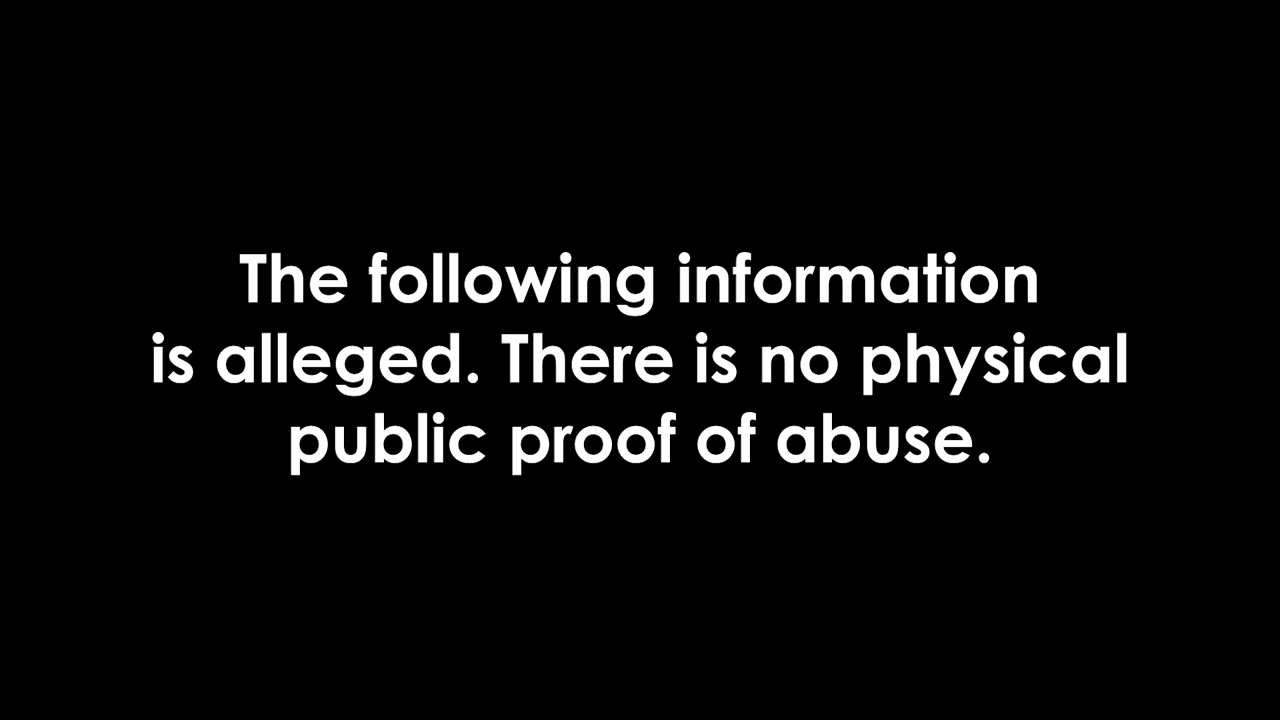 The following information
is alleged. There is no physical
public proof of abuse.